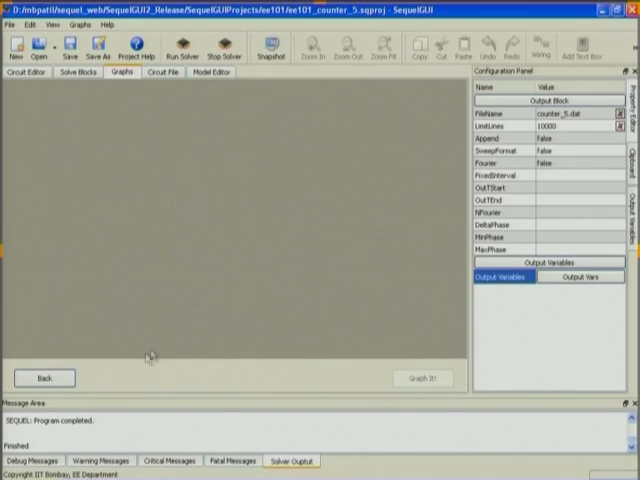 D:/mbpatil/sequel_web/SequelGUI2_Release/SequelGUIProjects/ee101/ee101_counter_5.sqproj - SequelGUI
File Edit View Graphs Help
New Open Save Save As Project Help Run Solver Stop Solver Snapshot Zoom In Zoom Out Zoom Fit Copy Cut Paste Undo Redo Wiring Add Text Box
Circuit Editor Solve Blocks Graphs Circuit File Model Editor
Configuration Panel
Name Value
Output Block
FileName counter_5.dat
LimitLines 10000
Append false
SweepFormat false
Fourier false
FixedInterval
OutTStart
OutTEnd
NFourier
DeltaPhase
MinPhase
MaxPhase
Output Variables
Output Variables Output Vars
Property Editor
Clipboard
Output Variables
Back Graph It!
Message Area
SEQUEL: Program completed.
Finished
Debug Messages Warning Messages Critical Messages Fatal Messages Solver Ouptut
Copyright IIT Bombay, EE Department